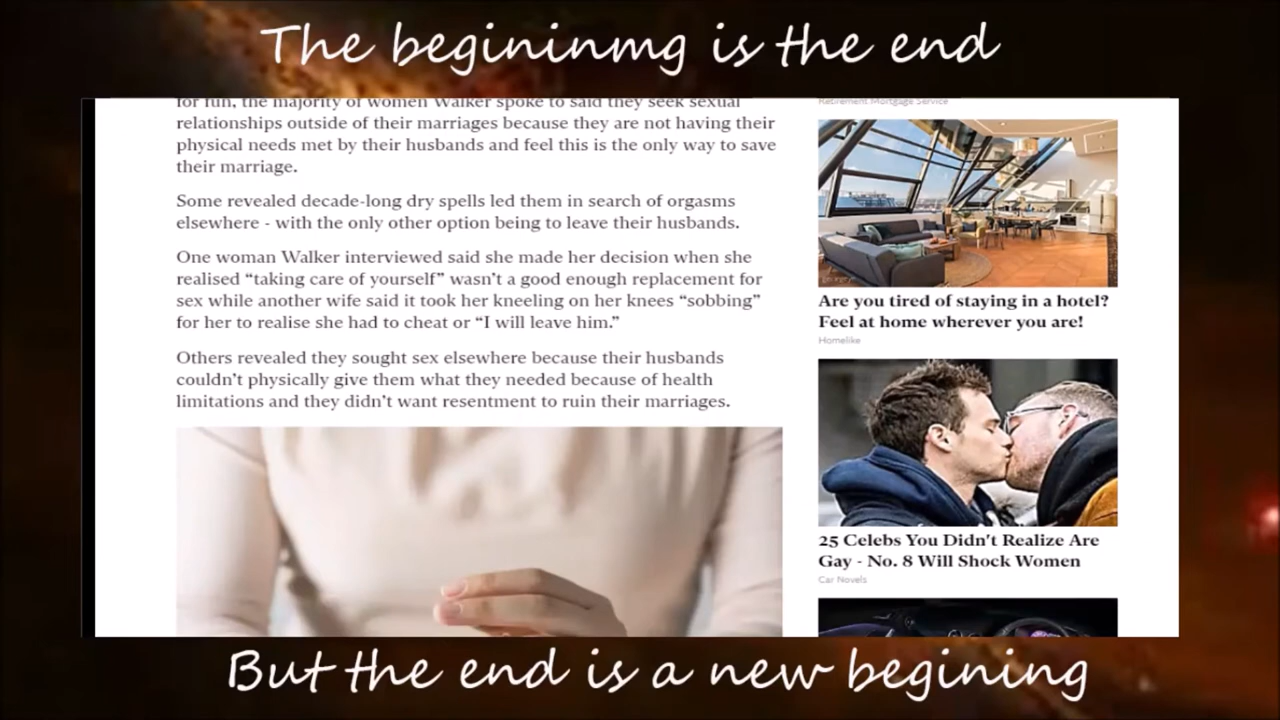 The begininmg is the end
for fun, the majority of women Walker spoke to said they seek sexual
relationships outside of their marriages because they are not having their
physical needs met by their husbands and feel this is the only way to save
their marriage.
Some revealed decade-long dry spells led them in search of orgasms
elsewhere - with the only other option being to leave their husbands.
One woman Walker interviewed said she made her decision when she
realised “taking care of yourself” wasn’t a good enough replacement for
sex while another wife said it took her kneeling on her knees “sobbing”
for her to realise she had to cheat or “I will leave him.”
Others revealed they sought sex elsewhere because their husbands
couldn’t physically give them what they needed because of health
limitations and they didn’t want resentment to ruin their marriages.
Retirement Mortgage Service
Are you tired of staying in a hotel?
Feel at home wherever you are!
Homelike
25 Celebs You Didn’t Realize Are
Gay - No. 8 Will Shock Women
Car Novels
But the end is a new begining